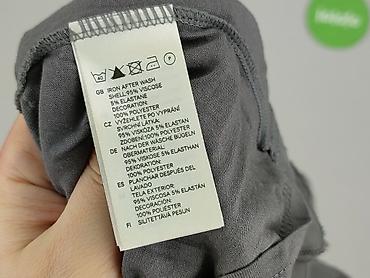 GB IRON AFTER WASH
SHELL:95% VISCOSE
5% ELASTANE
DECORATION:
100% POLYESTER
CZ VYŽEHLETE PO VYPRÁNÍ
SVRCHNÍ LÁTKA:
95% VISKÓZA 5% ELASTAN
ZDOBENÍ:100% POLYESTER
DE NACH DER WÄSCHE BÜGELN
OBERMATERIAL:
95% VISKOSE 5% ELASTHAN
DEKORATION:
100% POLYESTER
ES PLANCHAR DESPUÉS DEL
LAVADO
TELA EXTERIOR:
95% VISCOSA 5% ELASTÁN
DECORACIÓN:
100% POLIÉSTER
FI SILITETTÄVÄ PESUN